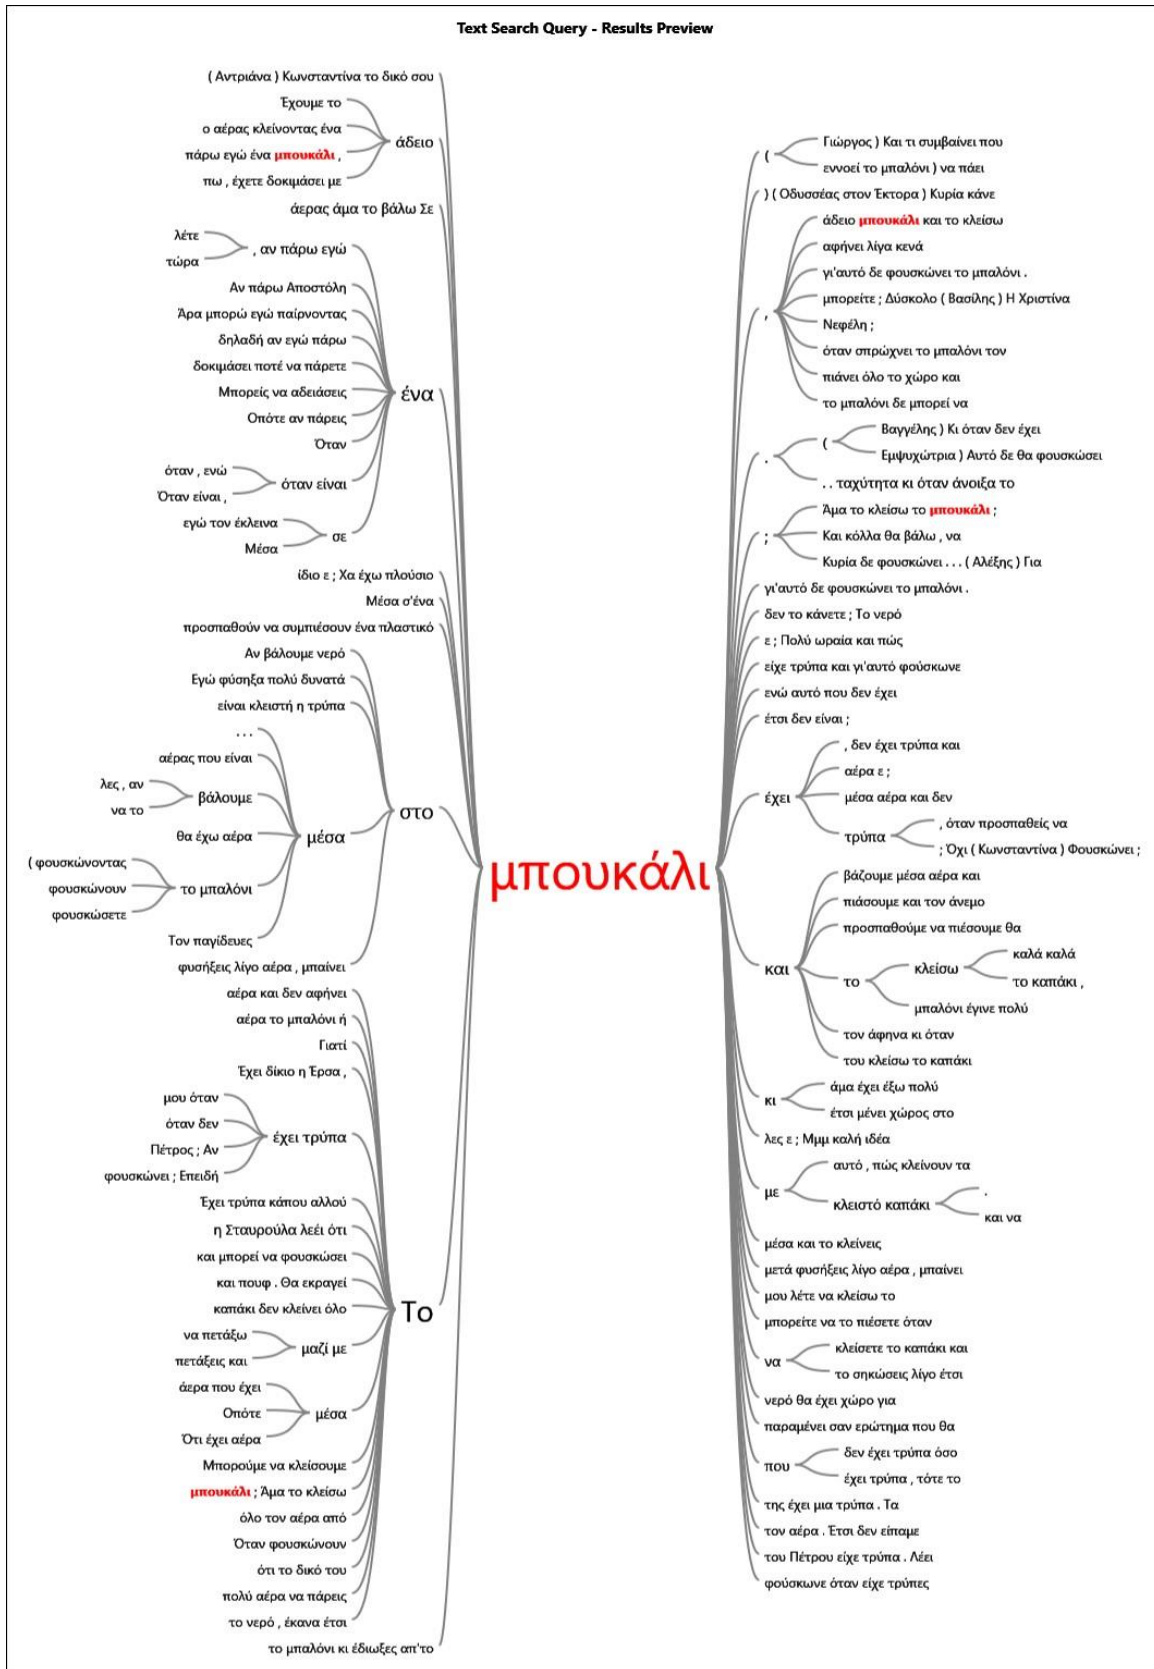 Text Search Query - Results Preview
( Αντριάνα ) Κωνσταντίνα το δικό σου
Έχουμε το
ο αέρας κλείνοντας ένα
πάρω εγώ ένα μπουκάλι ,
πω , έχετε δοκιμάσει με
άδειο
άερας άμα το βάλω Σε
λέτε
τώρα
, αν πάρω εγώ
Αν πάρω Αποστόλη
Άρα μπορώ εγώ παίρνοντας
δηλαδή αν εγώ πάρω
δοκιμάσει ποτέ να πάρετε
Μπορείς να αδειάσεις
ένα
Οπότε αν πάρεις
Όταν
όταν , ενώ
Όταν είναι ,
όταν είναι
εγώ τον έκλεινα
Μέσα
σε
ίδιο ε ; Χα έχω πλούσιο
Μέσα σ'ένα
προσπαθούν να συμπιέσουν ένα πλαστικό
Αν βάλουμε νερό
Εγώ φύσηξα πολύ δυνατά
είναι κλειστή η τρύπα
. . .
αέρας που είναι
λες , αν
να το
βάλουμε
στο
θα έχω αέρα
μέσα
( φουσκώνοντας
φουσκώνουν
φουσκώσετε
το μπαλόνι
Τον παγίδευες
φυσήξεις λίγο αέρα , μπαίνει
αέρα και δεν αφήνει
αέρα το μπαλόνι ή
Γιατί
Έχει δίκιο η Έρσα ,
μου όταν
όταν δεν
Πέτρος ; Αν
φουσκώνει ; Επειδή
έχει τρύπα
Έχει τρύπα κάπου αλλού
η Σταυρούλα λεέι ότι
και μπορεί να φουσκώσει
και πουφ . Θα εκραγεί
καπάκι δεν κλείνει όλο
Το
να πετάξω
πετάξεις και
μαζί με
άερα που έχει
Οπότε
Ότι έχει αέρα
μέσα
Μπορούμε να κλείσουμε
μπουκάλι ; Άμα το κλείσω
όλο τον αέρα από
Όταν φουσκώνουν
ότι το δικό του
πολύ αέρα να πάρεις
το νερό , έκανα έτσι
το μπαλόνι κι έδιωξες απ'το
μπουκάλι
(
Γιώργος ) Και τι συμβαίνει που
εννοεί το μπαλόνι ) να πάει
) ( Οδυσσέας στον Έκτορα ) Κυρία κάνε
,
άδειο μπουκάλι και το κλείσω
αφήνει λίγα κενά
γι'αυτό δε φουσκώνει το μπαλόνι .
μπορείτε ; Δύσκολο ( Βασίλης ) Η Χριστίνα
Νεφέλη ;
όταν σπρώχνει το μπαλόνι τον
πιάνει όλο το χώρο και
το μπαλόνι δε μπορεί να
.
(
Βαγγέλης ) Κι όταν δεν έχει
Εμψυχώτρια ) Αυτό δε θα φουσκώσει
. . ταχύτητα κι όταν άνοιξα το
;
Άμα το κλείσω το μπουκάλι ;
Και κόλλα θα βάλω , να
Κυρία δε φουσκώνει . . . ( Αλέξης ) Για
γι'αυτό δε φουσκώνει το μπαλόνι .
δεν το κάνετε ; Το νερό
ε ; Πολύ ωραία και πώς
είχε τρύπα και γι'αυτό φούσκωνε
ενώ αυτό που δεν έχει
έτσι δεν είναι ;
έχει
, δεν έχει τρύπα και
αέρα ε ;
μέσα αέρα και δεν
τρύπα
, όταν προσπαθείς να
; Όχι ( Κωνσταντίνα ) Φουσκώνει ;
και
βάζουμε μέσα αέρα και
πιάσουμε και τον άνεμο
προσπαθούμε να πιέσουμε θα
το
κλείσω
καλά καλά
το καπάκι ,
μπαλόνι έγινε πολύ
τον άφηνα κι όταν
του κλείσω το καπάκι
κι
άμα έχει έξω πολύ
έτσι μένει χώρος στο
λες ε ; Μμμ καλή ιδέα
με
αυτό , πώς κλείνουν τα
κλειστό καπάκι
.
και να
μέσα και το κλείνεις
μετά φυσήξεις λίγο αέρα , μπαίνει
μου λέτε να κλείσω το
μπορείτε να το πιέσετε όταν
να
κλείσετε το καπάκι και
το σηκώσεις λίγο έτσι
νερό θα έχει χώρο για
παραμένει σαν ερώτημα που θα
που
δεν έχει τρύπα όσο
έχει τρύπα , τότε το
της έχει μια τρύπα . Τα
τον αέρα . Έτσι δεν είπαμε
του Πέτρου είχε τρύπα . Λέει
φούσκωνε όταν είχε τρύπες